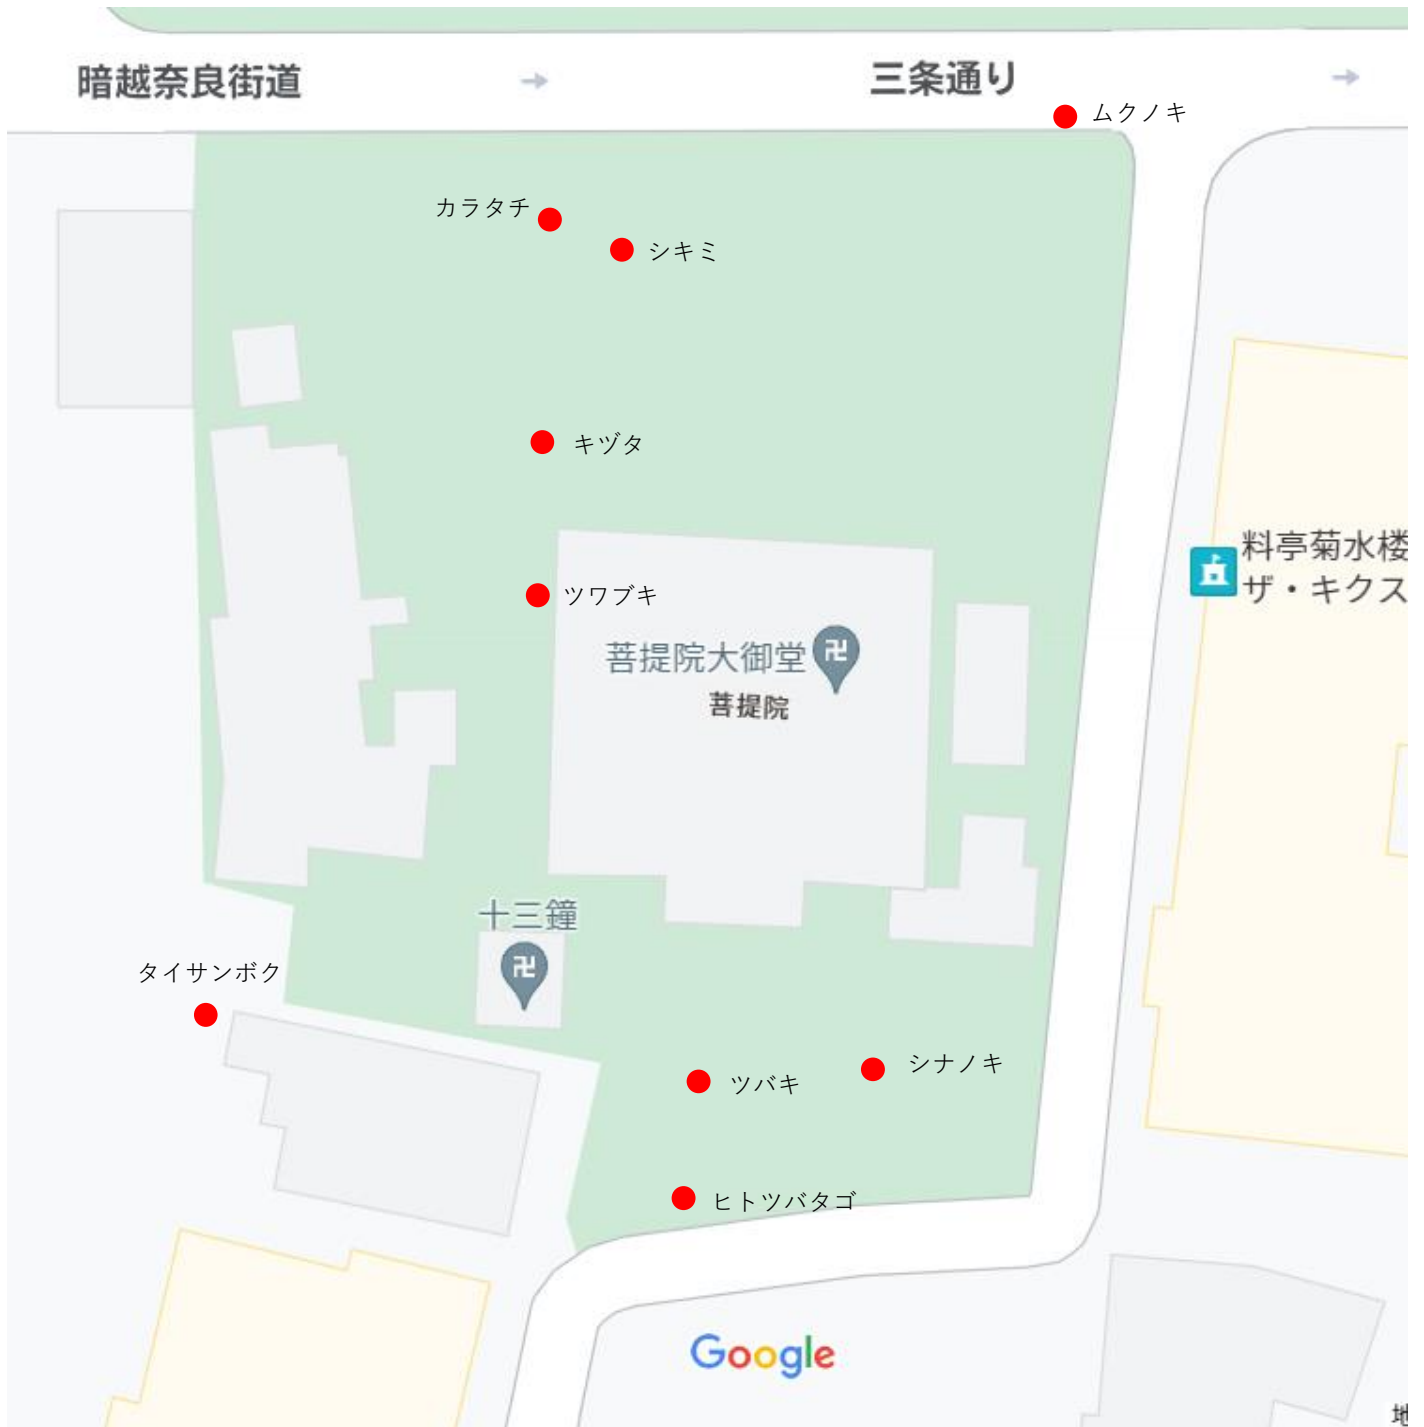 暗越奈良街道
三条通り
ムクノキ
カラタチ
シキミ
キヅタ
料亭菊水楼
ザ・キクス
ツワブキ
菩提院大御堂
菩提院
十三鐘
タイサンボク
シナノキ
ツバキ
ヒトツバタゴ
Google
地